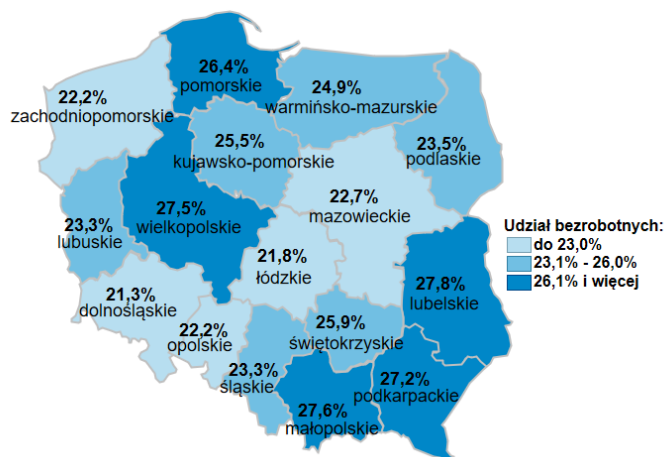 26,4%
pomorskie
22,2%
zachodniopomorskie
24,9%
warmińsko-mazurskie
25,5%
kujawsko-pomorskie
23,5%
podlaskie
22,7%
mazowieckie
27,5%
wielkopolskie
23,3%
lubuskie
21,8%
łódzkie
Udział bezrobotnych:
do 23,0%
23,1% - 26,0%
26,1% i więcej
27,8%
lubelskie
21,3%
dolnośląskie
22,2%
opolskie
25,9%
świętokrzyskie
23,3%
śląskie
27,2%
podkarpackie
27,6%
małopolskie